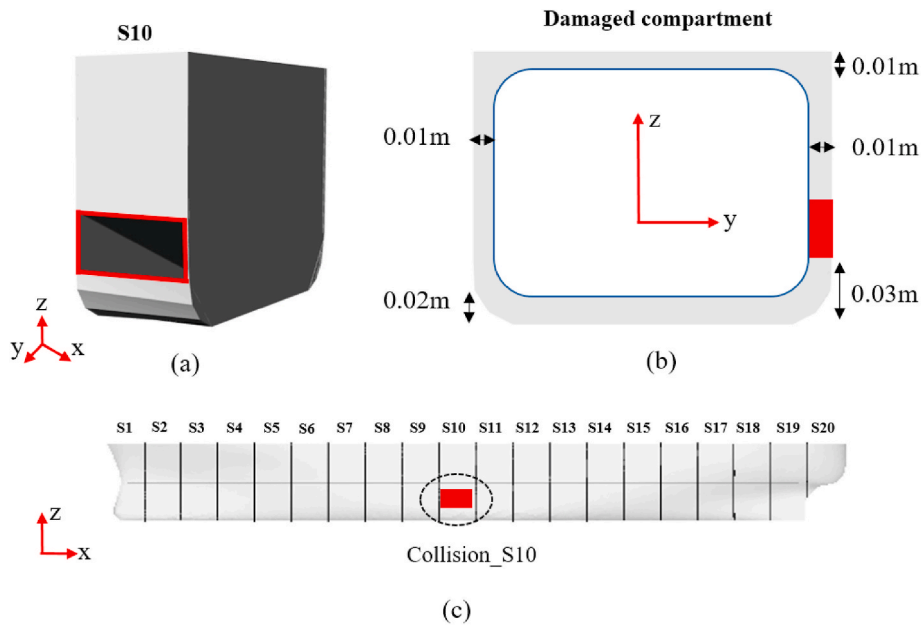 S10
z
y
x
(a)
Damaged compartment
0.01m
0.01m
0.01m
z
y
0.02m
0.03m
(b)
S1 S2 S3 S4 S5 S6 S7 S8 S9 S10 S11 S12 S13 S14 S15 S16 S17 S18 S19 S20
z
x
Collision_S10
(c)